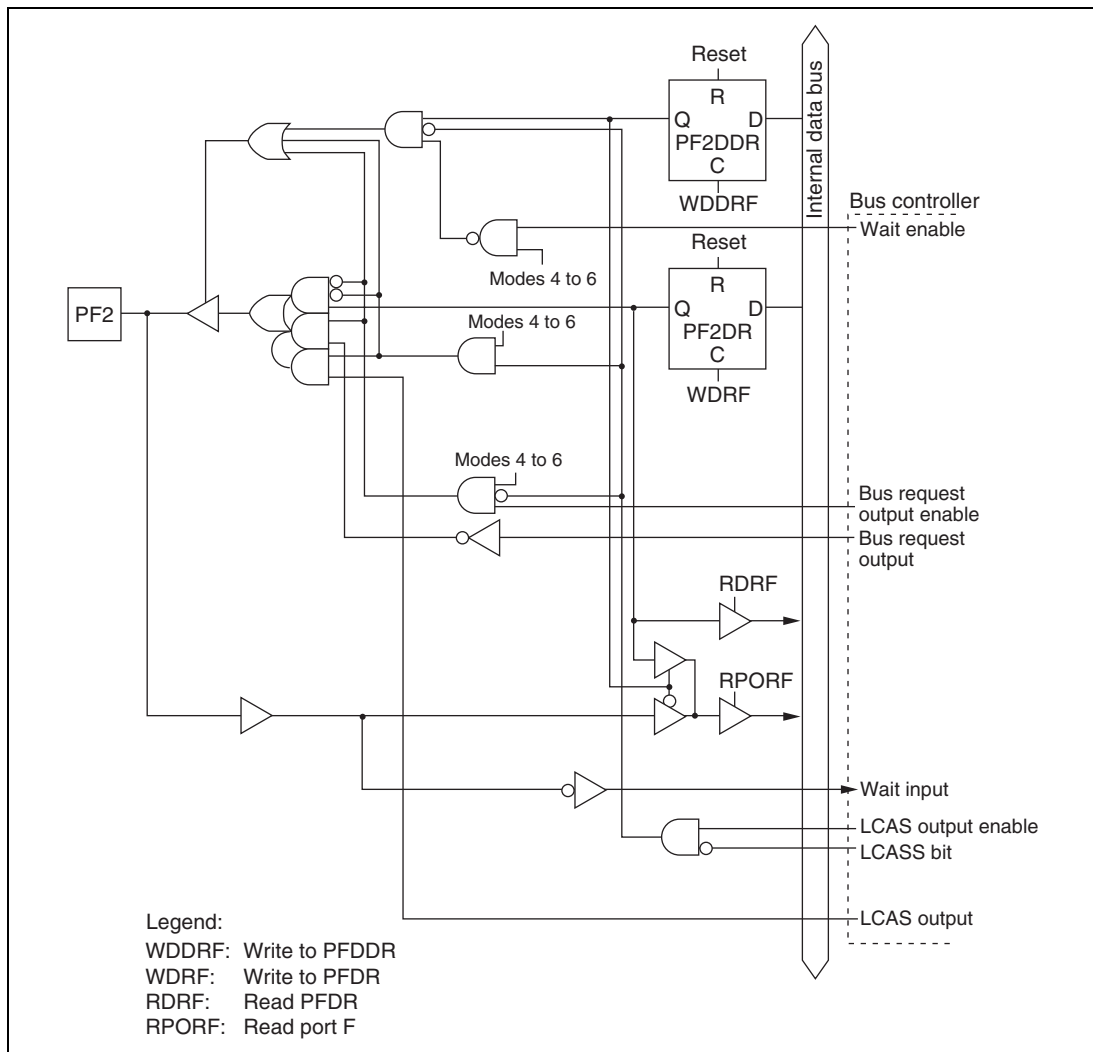 Reset
R
Q D
PF2DDR
C
WDDRF
Internal data bus
Bus controller
Wait enable
Modes 4 to 6
Reset
R
Q D
PF2DR
C
WDRF
PF2
Modes 4 to 6
Modes 4 to 6
Bus request
output enable
Bus request
output
RDRF
RPORF
Wait input
LCAS output enable
LCASS bit
LCAS output
Legend:
WDDRF: Write to PFDDR
WDRF: Write to PFDR
RDRF: Read PFDR
RPORF: Read port F